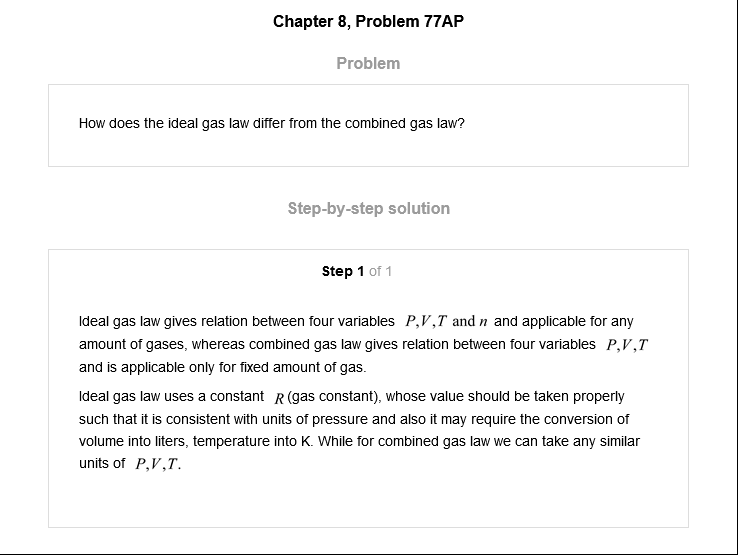 Chapter 8, Problem 77AP
Problem
How does the ideal gas law differ from the combined gas law?
Step-by-step solution
Step 1 of 1
Ideal gas law gives relation between four variables P,V,T and n and applicable for any
amount of gases, whereas combined gas law gives relation between four variables P,V,T
and is applicable only for fixed amount of gas.
Ideal gas law uses a constant R (gas constant), whose value should be taken properly
such that it is consistent with units of pressure and also it may require the conversion of
volume into liters, temperature into K. While for combined gas law we can take any similar
units of P,V,T.